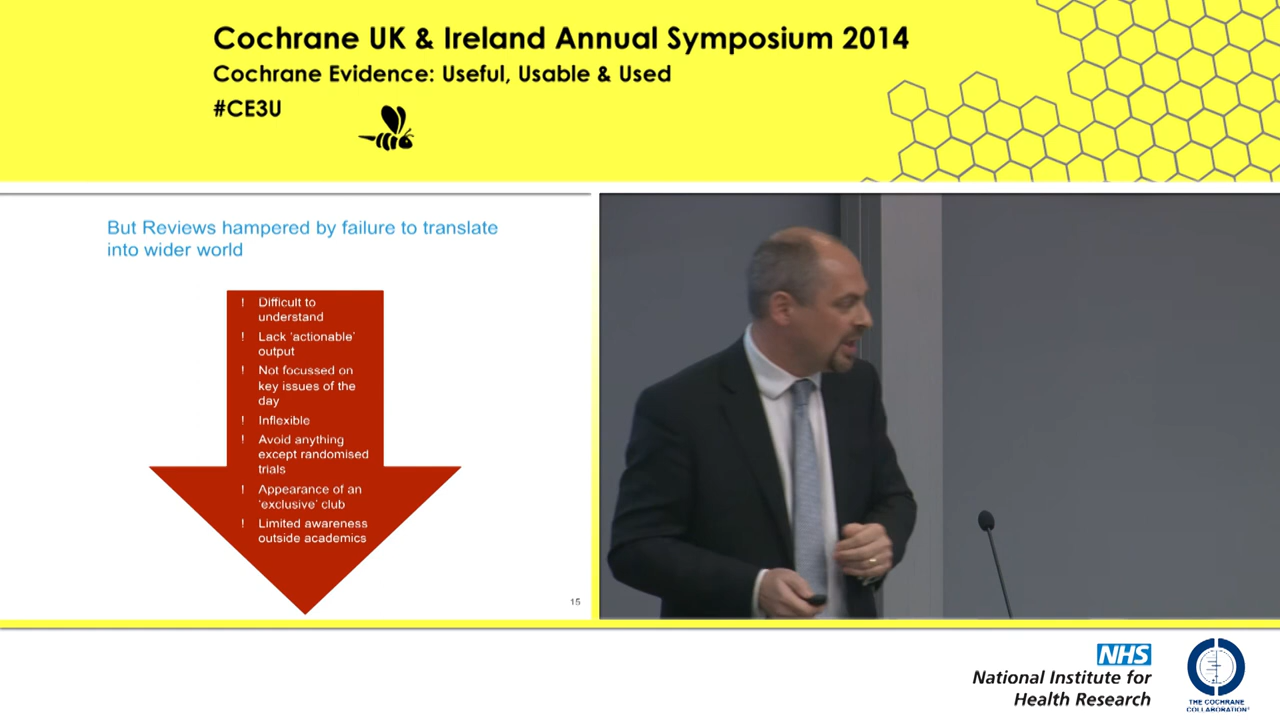 Cochrane UK & Ireland Annual Symposium 2014
Cochrane Evidence: Useful, Usable & Used
#CE3U
But Reviews hampered by failure to translate
into wider world
! Difficult to
understand
! Lack ‘actionable’
output
! Not focussed on
key issues of the
day
! Inflexible
! Avoid anything
except randomised
trials
! Appearance of an
‘exclusive’ club
! Limited awareness
outside academics
15
NHS
National Institute for
Health Research
THE COCHRANE
COLLABORATION®